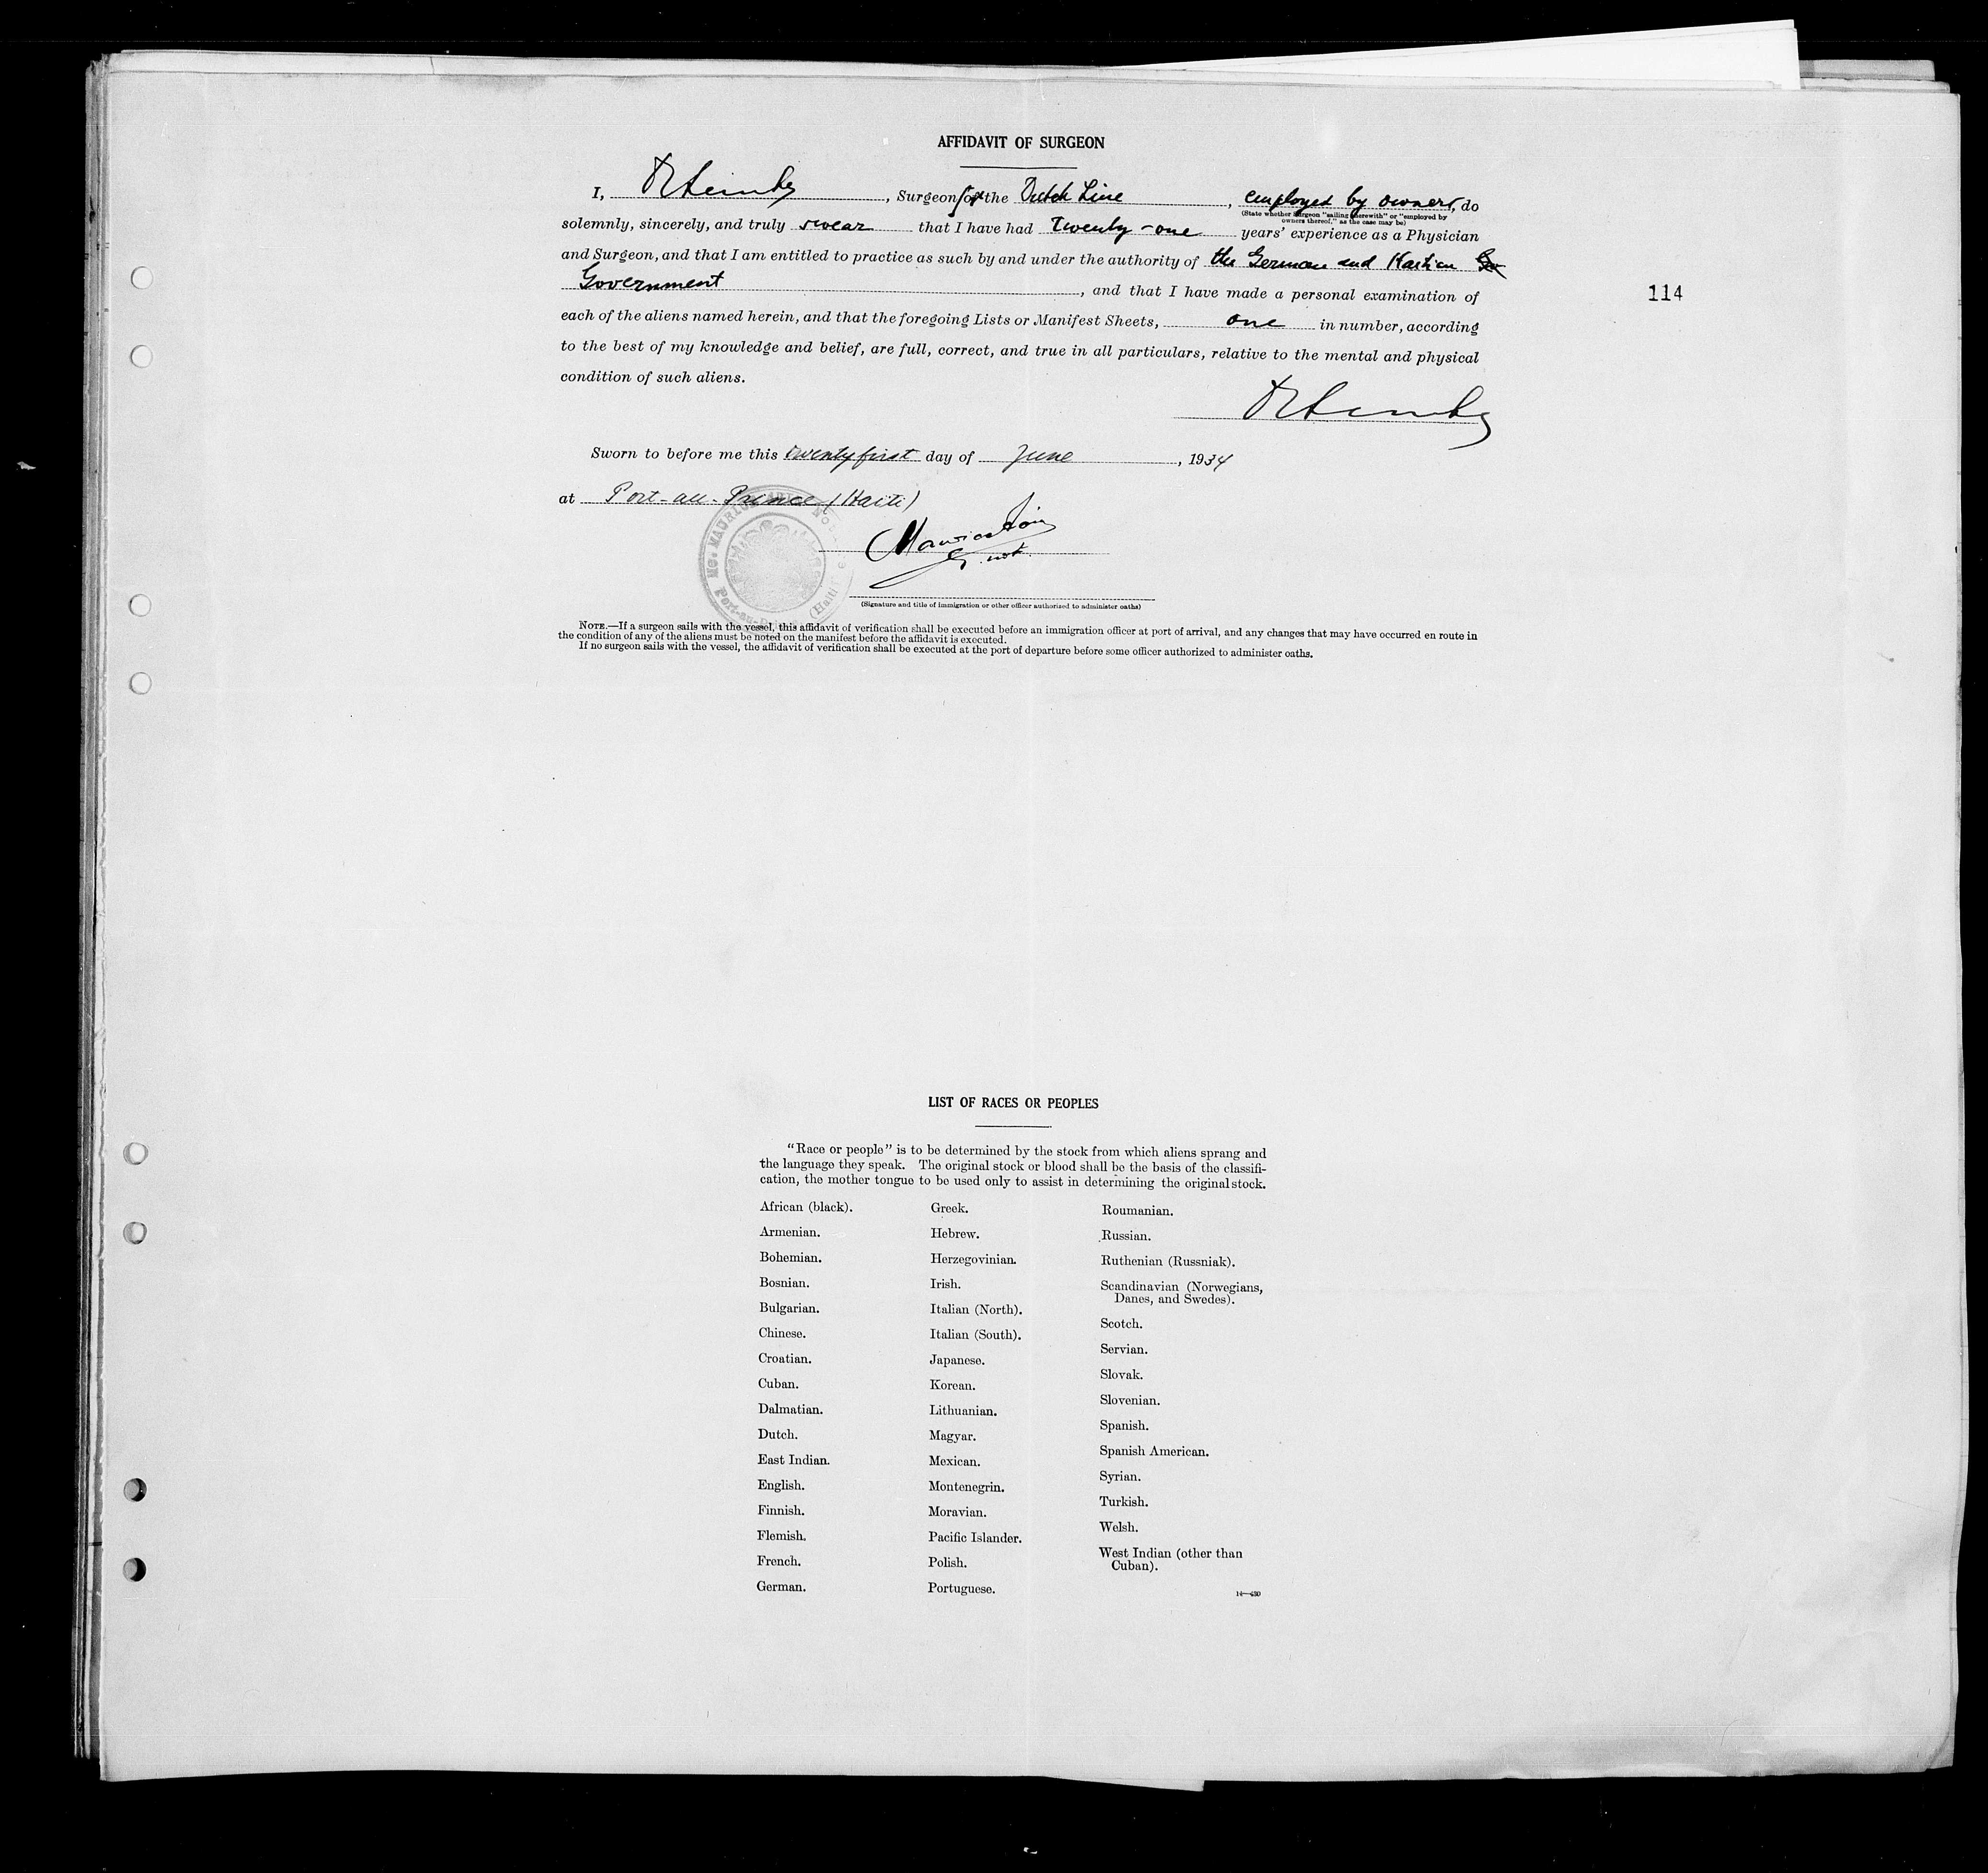 AFFIDAVIT OF SURGEON
I, , Surgeon for the Dutch Line, employed by owners, do
(State whether Surgeon "sailing therewith" or "employed by
owners thereof," as the case may be)
solemnly, sincerely, and truly swear that I have had Twenty-one years' experience as a Physician
and Surgeon, and that I am entitled to practice as such by and under the authority of the German and Haitien
Government, and that I have made a personal examination of
114
each of the aliens named herein, and that the foregoing Lists or Manifest Sheets, one in number, according
to the best of my knowledge and belief, are full, correct, and true in all particulars, relative to the mental and physical
condition of such aliens.
Sworn to before me this twenty first day of June, 1934
at Port-au-Prince (Haiti)
(Signature and title of immigration or other officer authorized to administer oaths)
NOTE.—If a surgeon sails with the vessel, this affidavit of verification shall be executed before an immigration officer at port of arrival, and any changes that may have occurred en route in
the condition of any of the aliens must be noted on the manifest before the affidavit is executed.
If no surgeon sails with the vessel, the affidavit of verification shall be executed at the port of departure before some officer authorized to administer oaths.
LIST OF RACES OR PEOPLES
"Race or people" is to be determined by the stock from which aliens sprang and
the language they speak. The original stock or blood shall be the basis of the classifi-
cation, the mother tongue to be used only to assist in determining the original stock.
African (black).
Armenian.
Bohemian.
Bosnian.
Bulgarian.
Chinese.
Croatian.
Cuban.
Dalmatian.
Dutch.
East Indian.
English.
Finnish.
Flemish.
French.
German.
Greek.
Hebrew.
Herzegovinian.
Irish.
Italian (North).
Italian (South).
Japanese.
Korean.
Lithuanian.
Magyar.
Mexican.
Montenegrin.
Moravian.
Pacific Islander.
Polish.
Portuguese.
Roumanian.
Russian.
Ruthenian (Russniak).
Scandinavian (Norwegians,
Danes, and Swedes).
Scotch.
Servian.
Slovak.
Slovenian.
Spanish.
Spanish American.
Syrian.
Turkish.
Welsh.
West Indian (other than
Cuban).
14—430